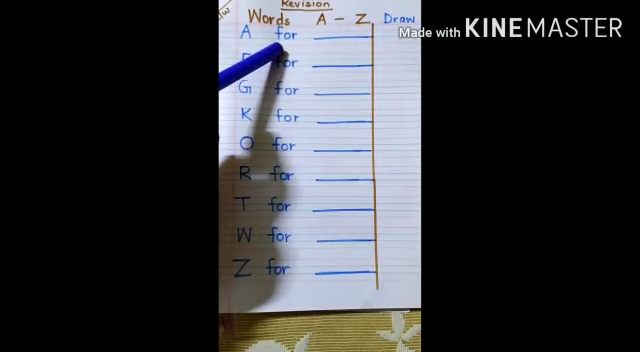 Revision
Words A - Z Draw
Made with KINEMASTER
A for
for
G for
K for
O for
R for
T for
W for
Z for